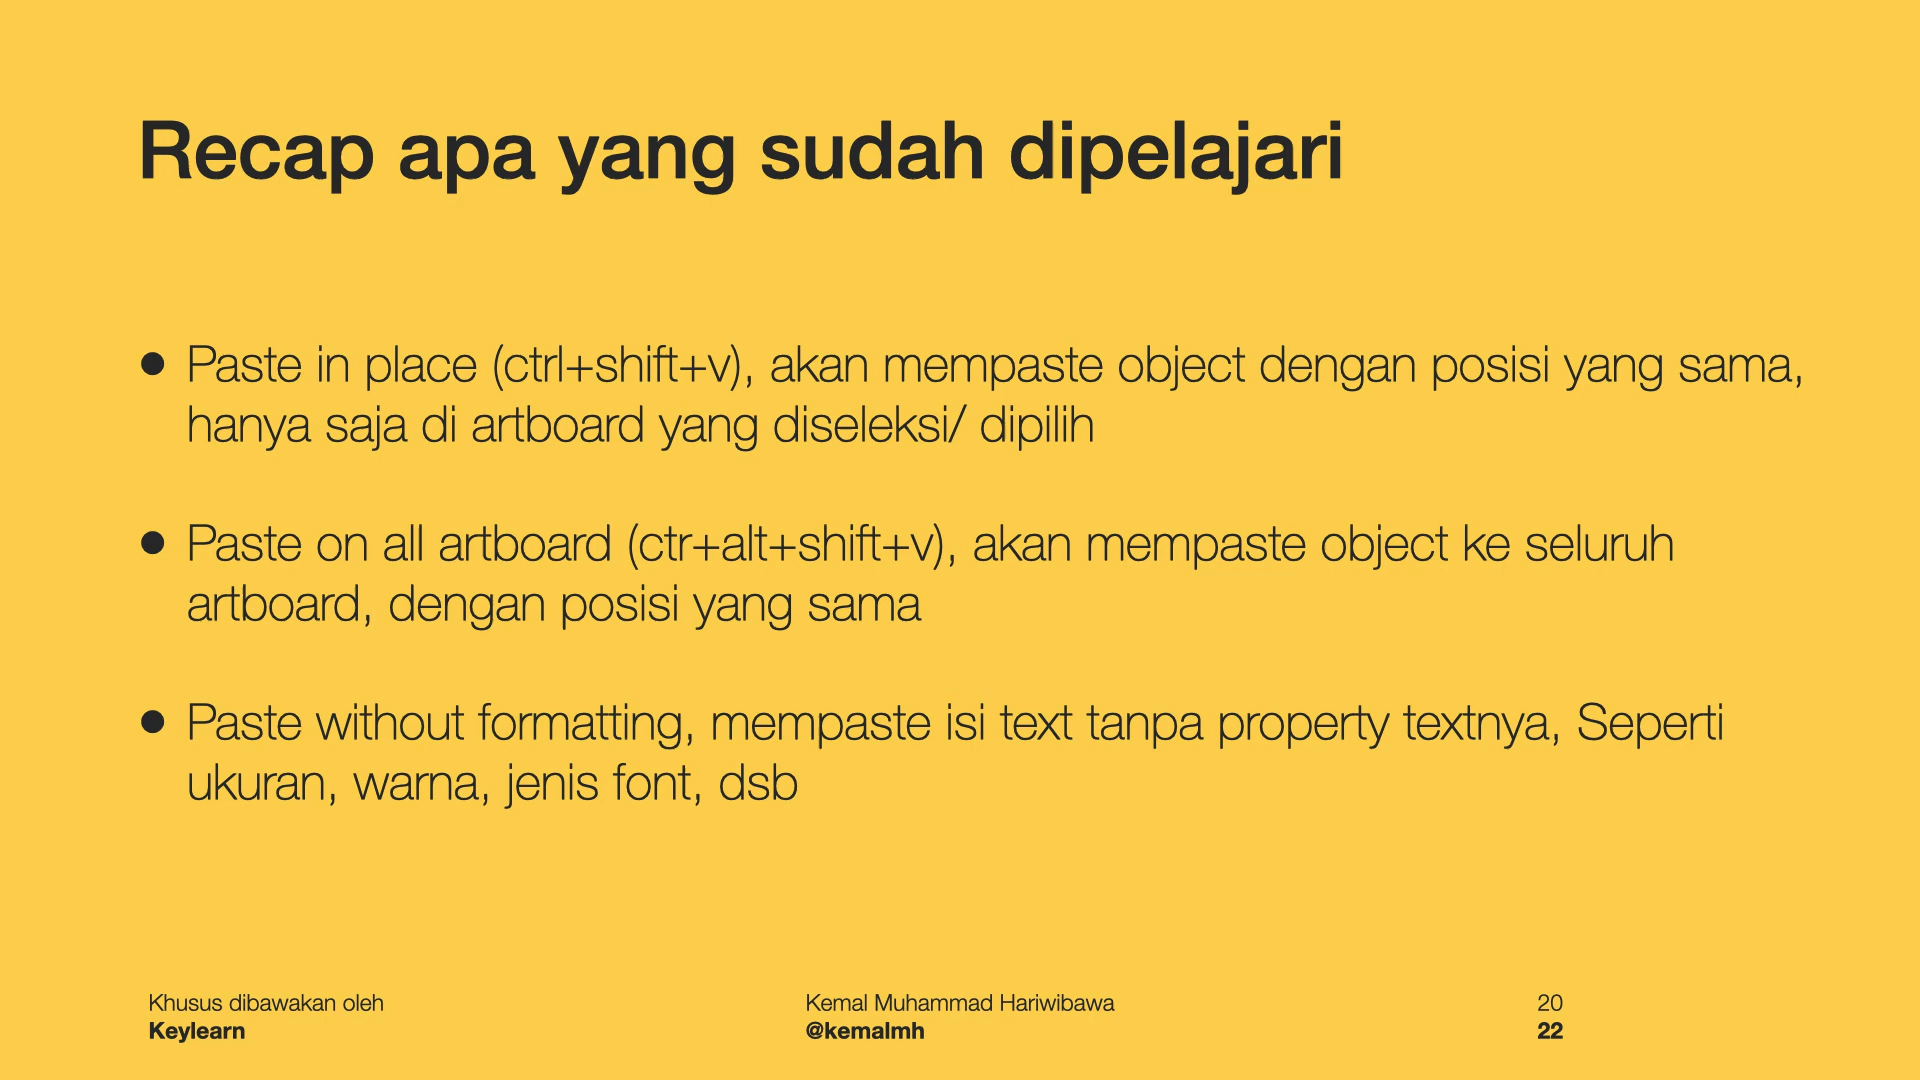 Recap apa yang sudah dipelajari
● Paste in place (ctrl+shift+v), akan mempaste object dengan posisi yang sama,
hanya saja di artboard yang diseleksi/ dipilih
● Paste on all artboard (ctr+alt+shift+v), akan mempaste object ke seluruh
artboard, dengan posisi yang sama
● Paste without formatting, mempaste isi text tanpa property textnya, Seperti
ukuran, warna, jenis font, dsb
Khusus dibawakan oleh
Keylearn
Kemal Muhammad Hariwibawa
@kemalmh
20
22